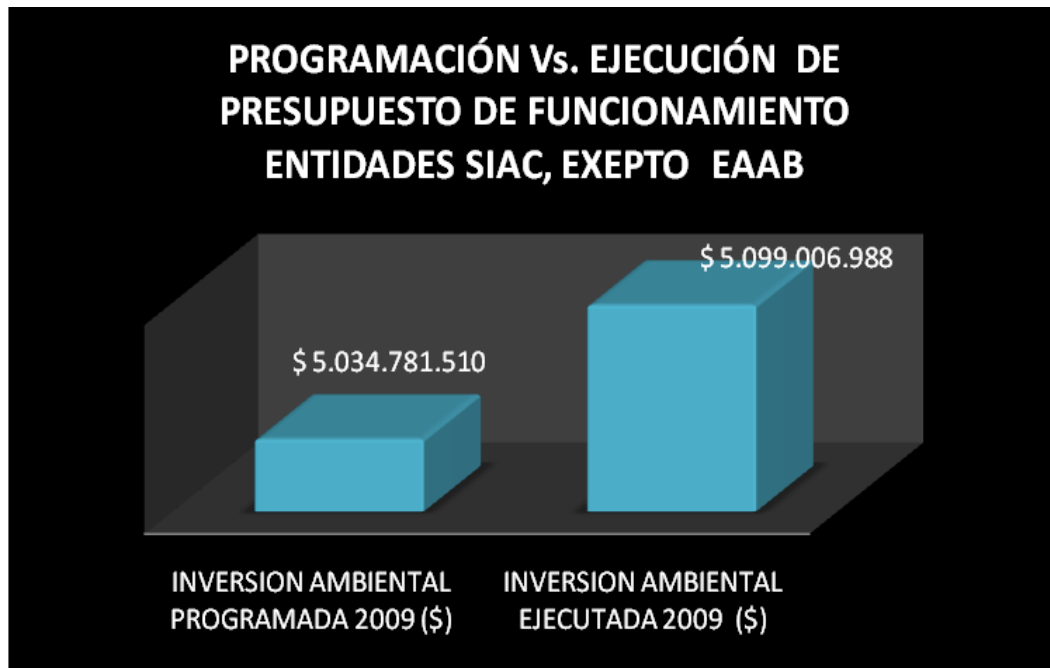 PROGRAMACIÓN Vs. EJECUCIÓN DE
PRESUPUESTO DE FUNCIONAMIENTO
ENTIDADES SIAC, EXEPTO EAAB
$ 5.099.006.988
$ 5.034.781.510
INVERSION AMBIENTAL
PROGRAMADA 2009 ($)
INVERSION AMBIENTAL
EJECUTADA 2009 ($)